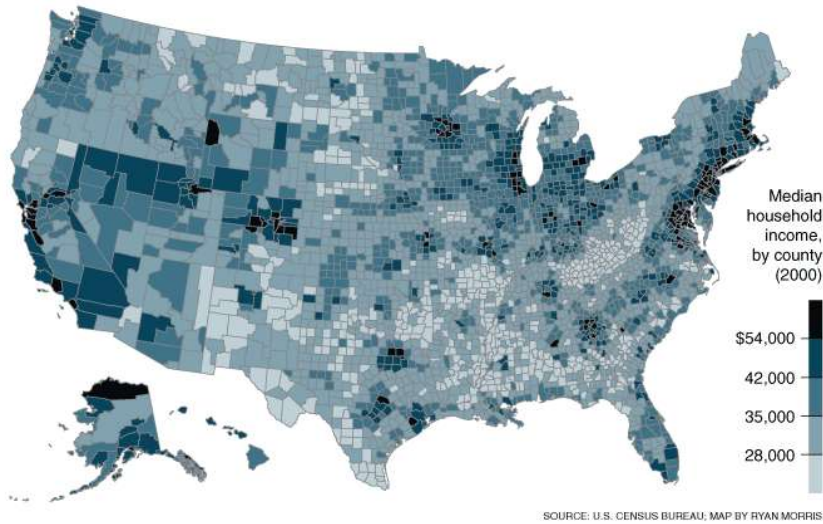 Median
household
income,
by county
(2000)
$54,000
42,000
35,000
28,000
SOURCE: U.S. CENSUS BUREAU; MAP BY RYAN MORRIS